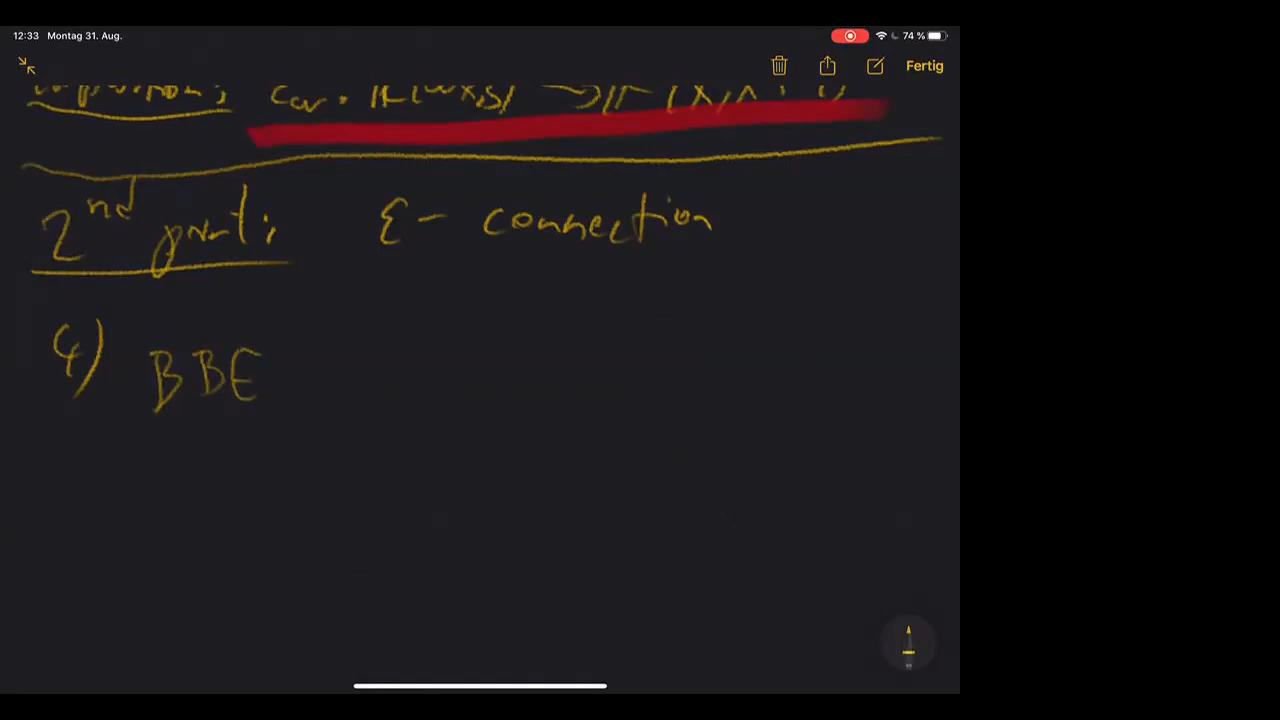 12:33 Montag 31. Aug. 74 %
Fertig
2nd part:
ε - connection
4) BBE